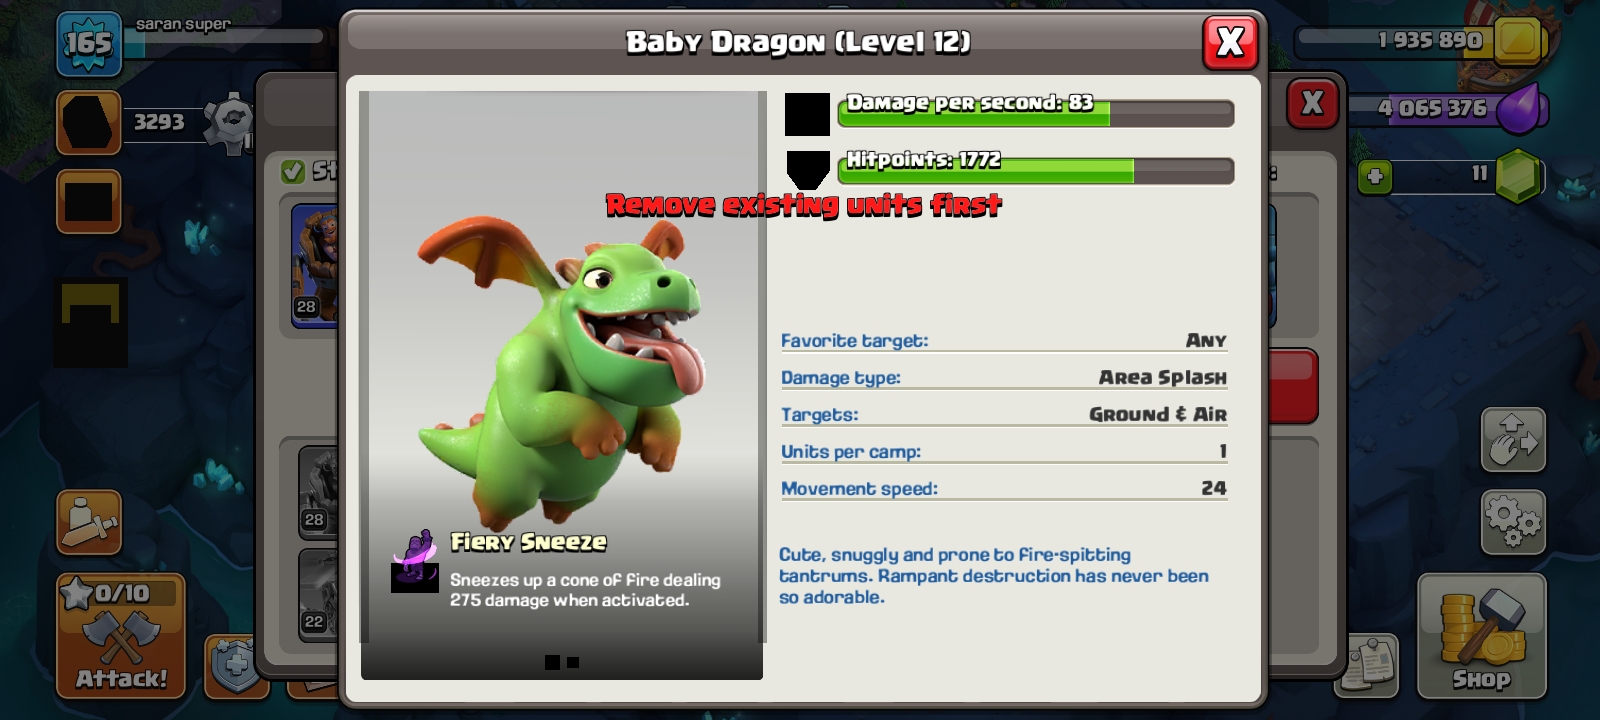 165
saran super
Baby Dragon (Level 12)
X
1 935 890
3293
Damage per second: 83
X
4 065 376
Hitpoints: 1772
11
Remove existing units first
28
Favorite target: Any
Damage type: Area Splash
Targets: Ground & Air
Units per camp: 1
Movement speed: 24
28
Fiery Sneeze
Sneezes up a cone of fire dealing
275 damage when activated.
Cute, snuggly and prone to fire-spitting
tantrums. Rampant destruction has never been
so adorable.
0/10
22
Attack!
Shop